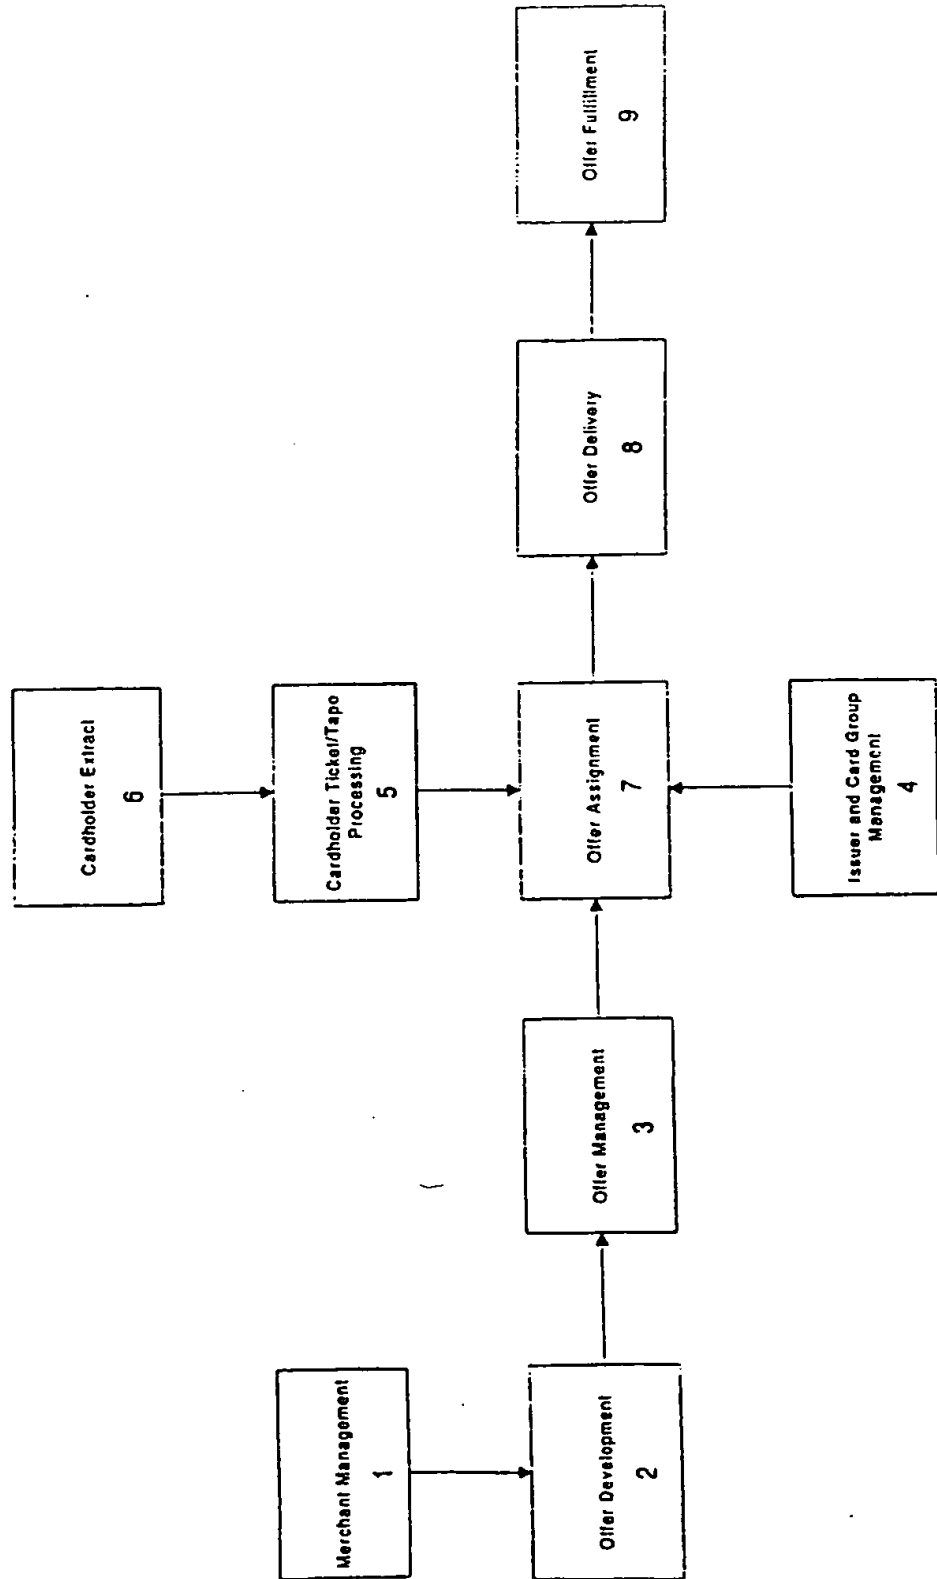 Merchant Management
1
Offer Development
2
Offer Management
3
Issuer and Card Group
Management
4
Cardholder Ticket/Tape
Processing
5
Cardholder Extract
6
Offer Assignment
7
Offer Delivery
8
Offer Fulfillment
9